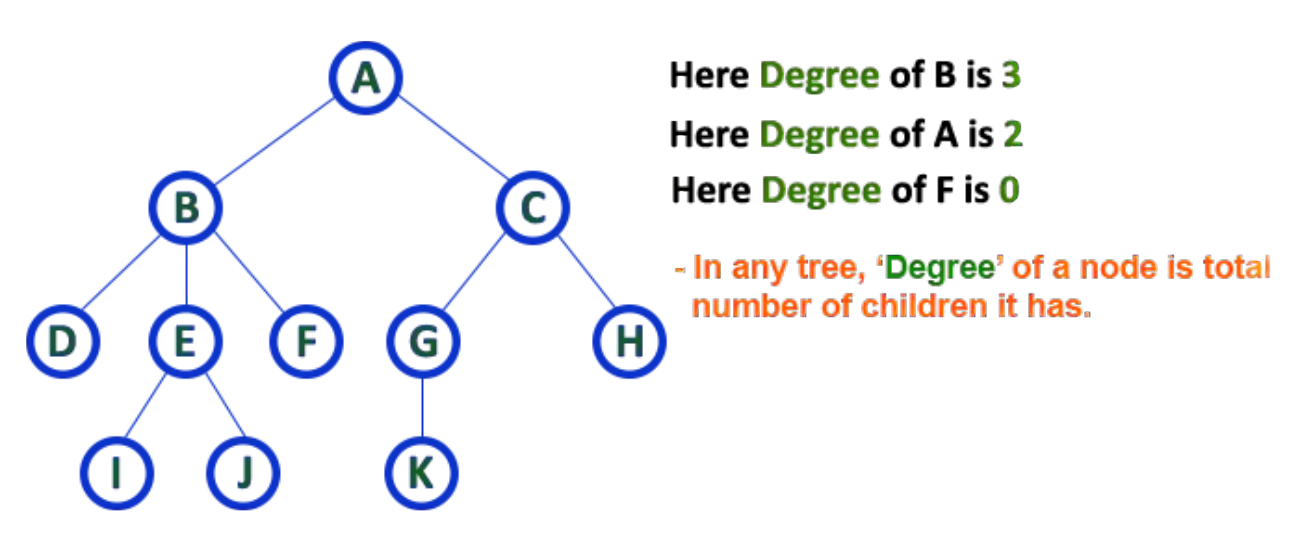 A
Here Degree of B is 3
Here Degree of A is 2
Here Degree of F is 0
B C
- In any tree, ‘Degree’ of a node is total
number of children it has.
D E F G H
I J K